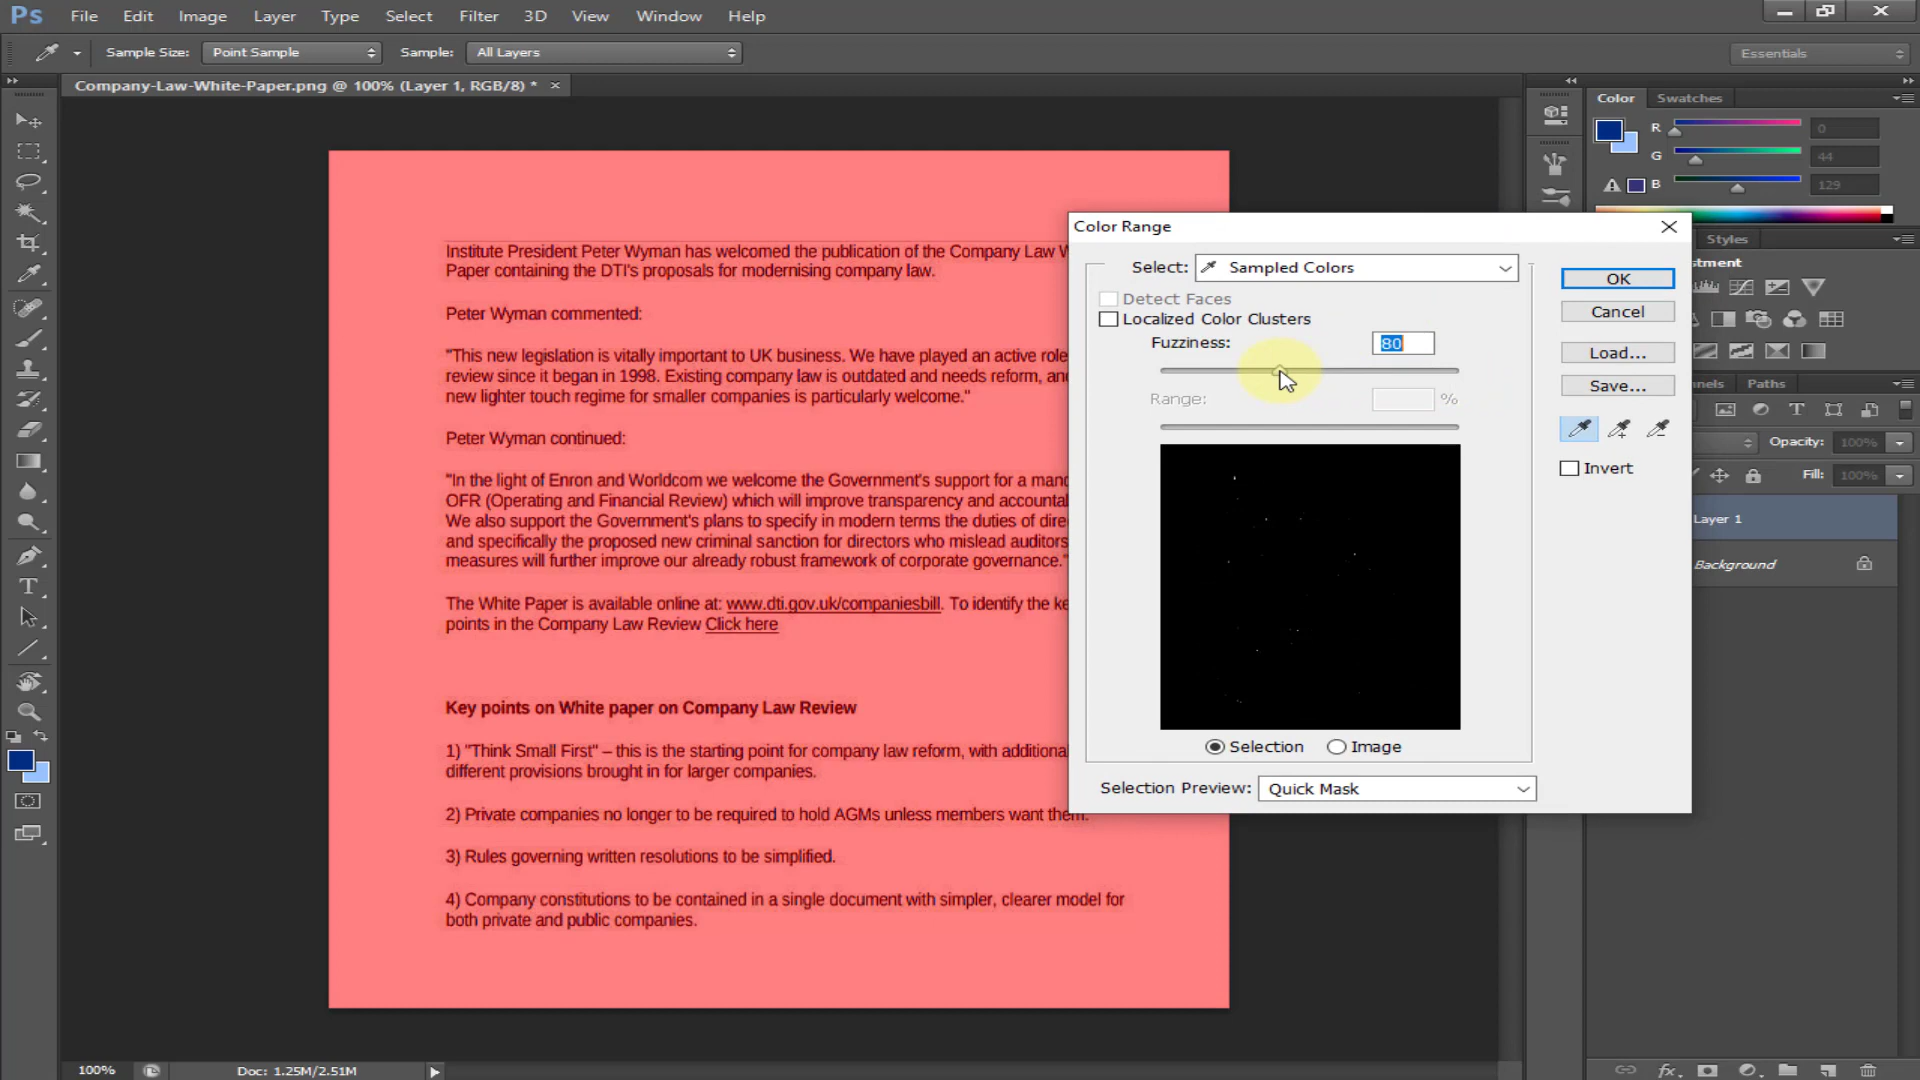 Ps File Edit Image Layer Type Select Filter 3D View Window Help
Sample Size: Point Sample Sample: All Layers Essentials
Company-Law-White-Paper.png @ 100% (Layer 1, RGB/8) * ×
Color Swatches
R 0
G 44
B 129
Styles
Institute President Peter Wyman has welcomed the publication of the Company Law W
Paper containing the DTI's proposals for modernising company law.
Peter Wyman commented:
"This new legislation is vitally important to UK business. We have played an active role
review since it began in 1998. Existing company law is outdated and needs reform, and
new lighter touch regime for smaller companies is particularly welcome."
Peter Wyman continued:
"In the light of Enron and Worldcom we welcome the Government's support for a mand
OFR (Operating and Financial Review) which will improve transparency and accountab
We also support the Government's plans to specify in modern terms the duties of dire
and specifically the proposed new criminal sanction for directors who mislead auditors
measures will further improve our already robust framework of corporate governance."
The White Paper is available online at: www.dti.gov.uk/companiesbill. To identify the ke
points in the Company Law Review Click here
Key points on White paper on Company Law Review
1) "Think Small First" – this is the starting point for company law reform, with additional
different provisions brought in for larger companies.
2) Private companies no longer to be required to hold AGMs unless members want them.
3) Rules governing written resolutions to be simplified.
4) Company constitutions to be contained in a single document with simpler, clearer model for
both private and public companies.
Color Range
Select: Sampled Colors
Detect Faces
Localized Color Clusters
Fuzziness: 80
Range: %
Selection Image
Selection Preview: Quick Mask
OK
Cancel
Load...
Save...
Invert
stment
nels Paths
Opacity: 100%
Fill: 100%
Layer 1
Background
100% Doc: 1.25M/2.51M
fx